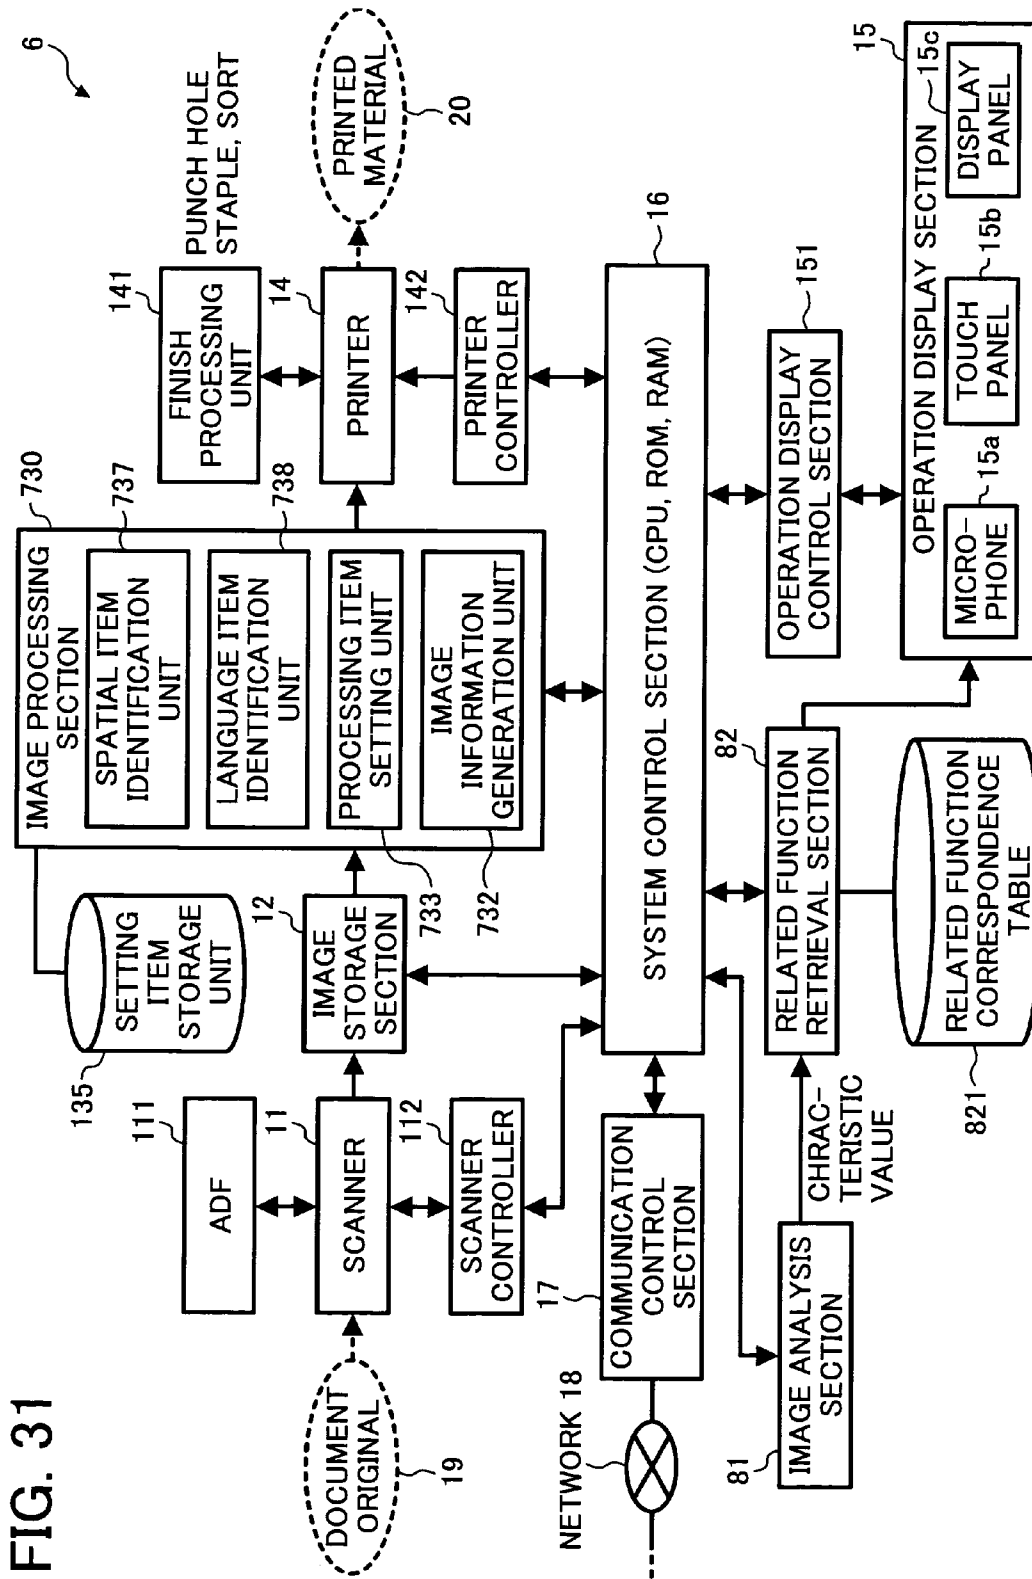 FIG. 31
6
DOCUMENT
ORIGINAL
19
ADF
111
SCANNER
11
SCANNER
CONTROLLER
112
SETTING
ITEM
STORAGE
UNIT
135
IMAGE
STORAGE
SECTION
12
IMAGE PROCESSING
SECTION
730
SPATIAL ITEM
IDENTIFICATION
UNIT
737
LANGUAGE ITEM
IDENTIFICATION
UNIT
738
PROCESSING ITEM
SETTING UNIT
733
IMAGE
INFORMATION
GENERATION UNIT
732
FINISH
PROCESSING
UNIT
141
PUNCH HOLE
STAPLE, SORT
PRINTER
14
PRINTER
CONTROLLER
142
PRINTED
MATERIAL
20
SYSTEM CONTROL SECTION (CPU, ROM, RAM)
16
NETWORK 18
COMMUNICATION
CONTROL
SECTION
17
IMAGE ANALYSIS
SECTION
81
CHRAC-
TERISTIC
VALUE
RELATED FUNCTION
RETRIEVAL SECTION
82
RELATED FUNCTION
CORRESPONDENCE
TABLE
821
OPERATION DISPLAY
CONTROL SECTION
151
OPERATION DISPLAY SECTION
15
MICRO-
PHONE
15a
TOUCH
PANEL
15b
DISPLAY
PANEL
15c